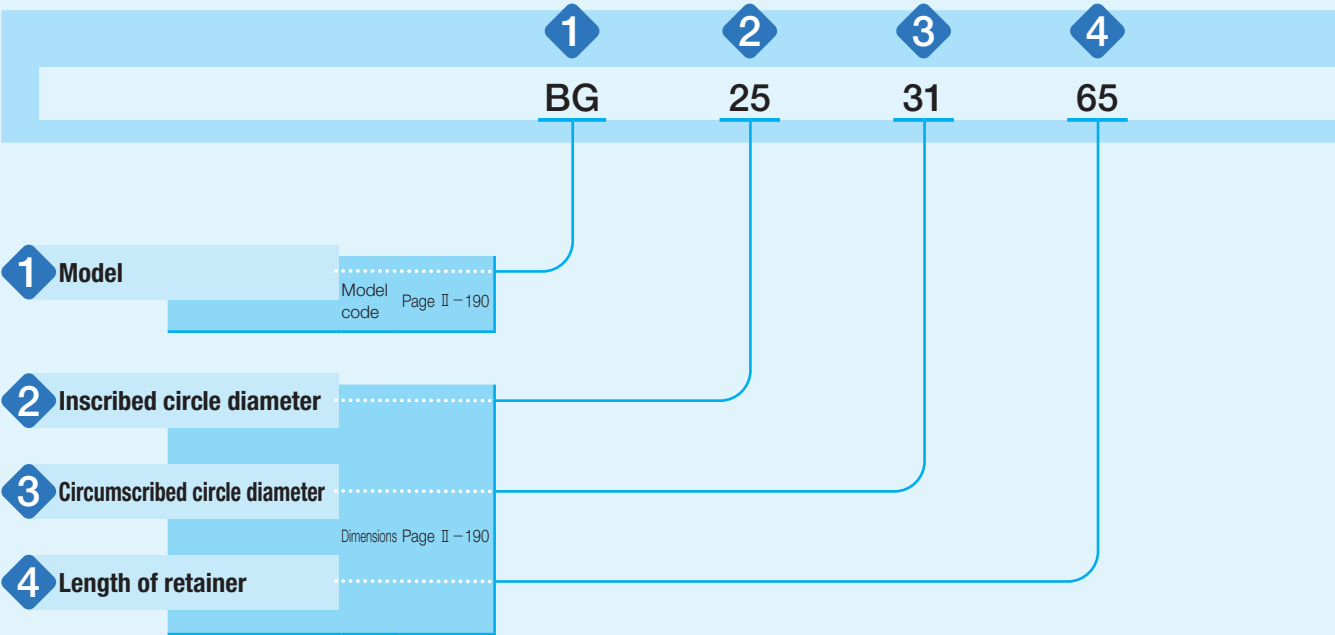 1 2 3 4
BG 25 31 65
1 Model
Model code Page Ⅱ－190
2 Inscribed circle diameter
3 Circumscribed circle diameter
Dimensions Page Ⅱ－190
4 Length of retainer